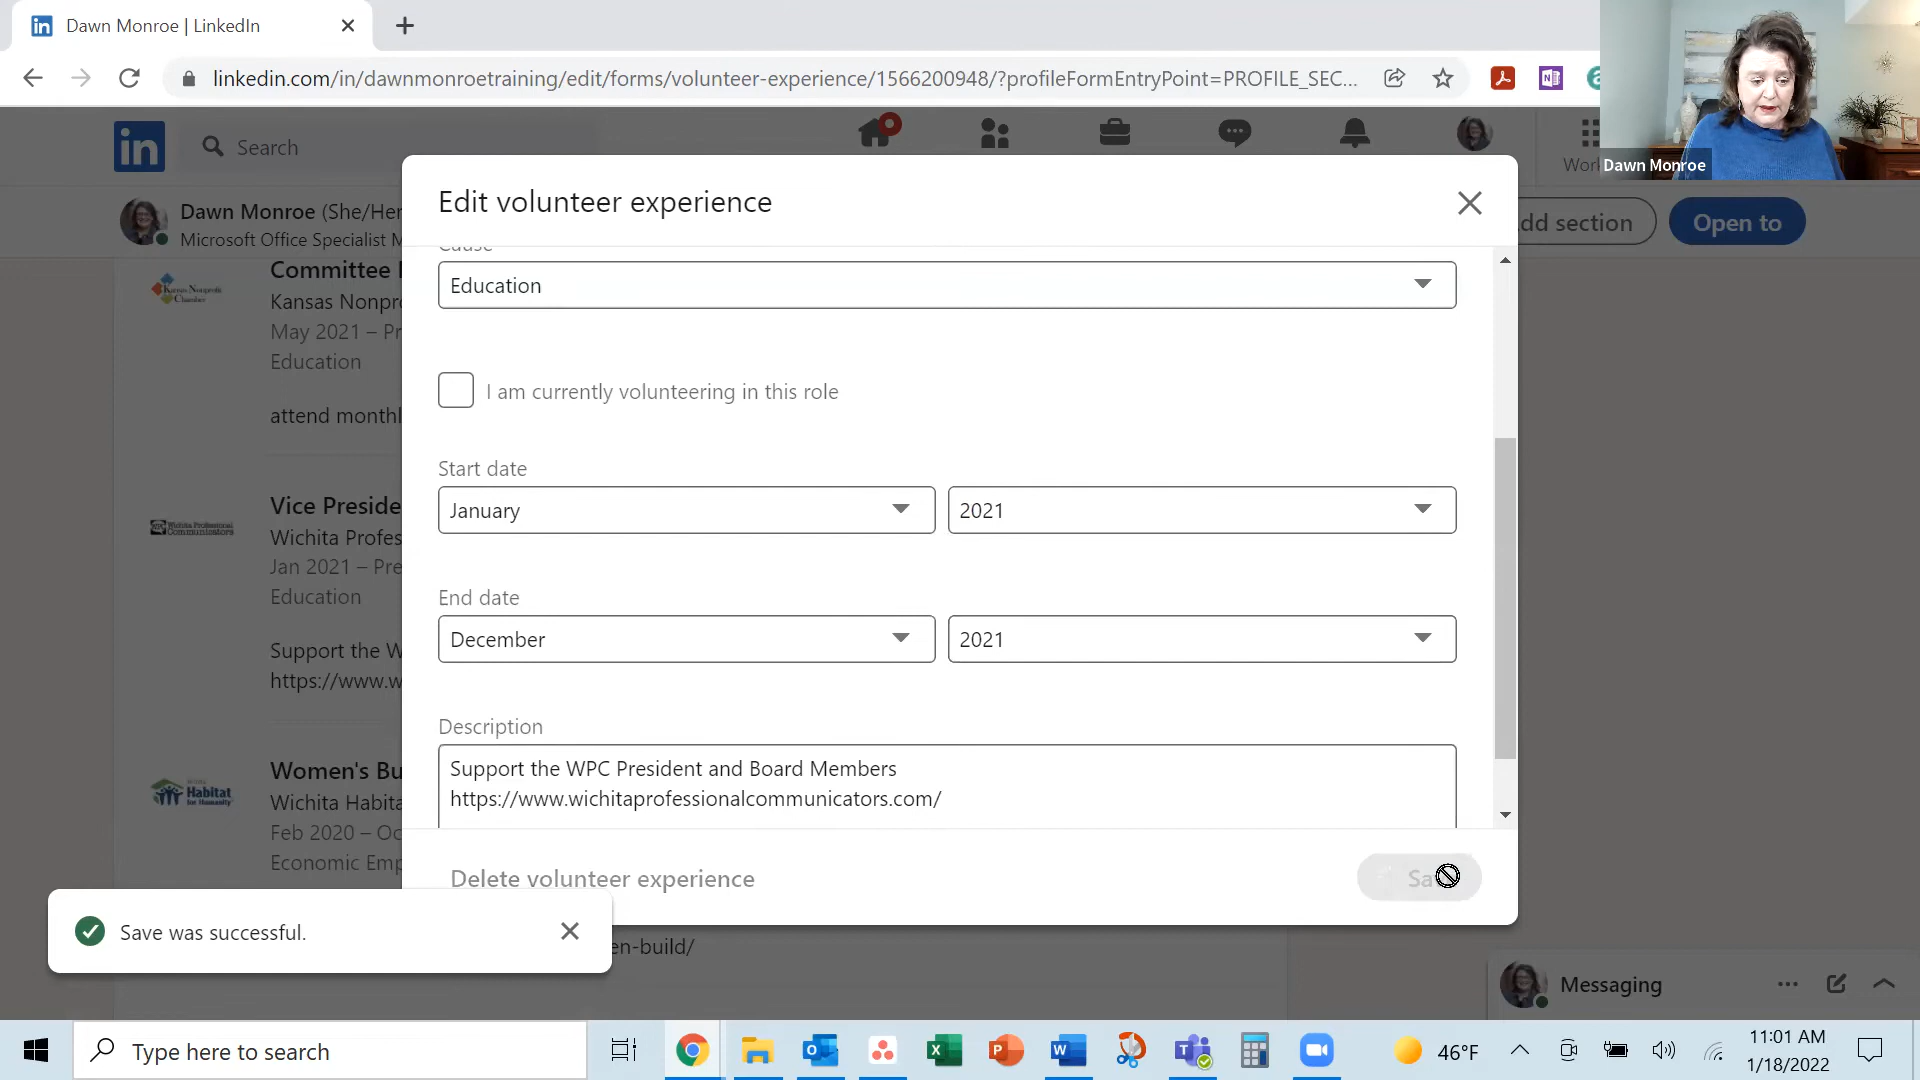 Dawn Monroe | LinkedIn
linkedin.com/in/dawnmonroetraining/edit/forms/volunteer-experience/1566200948/?profileFormEntryPoint=PROFILE_SEC...
Dawn Monroe
in
Search
Dawn Monroe (She/Her
Microsoft Office Specialist M
dd section
Open to
Edit volunteer experience
Committee
Kansas Nonpro
May 2021 – Pr
Education
attend monthl
Vice Preside
Wichita Profes
Jan 2021 – Pre
Education
Support the W
https://www.w
Women's Bu
Wichita Habita
Feb 2020 – Oc
Economic Emp
Cause
Education
I am currently volunteering in this role
Start date
January
2021
End date
December
2021
Description
Support the WPC President and Board Members
https://www.wichitaprofessionalcommunicators.com/
Delete volunteer experience
Save was successful.
en-build/
Messaging
Type here to search
46°F
11:01 AM
1/18/2022